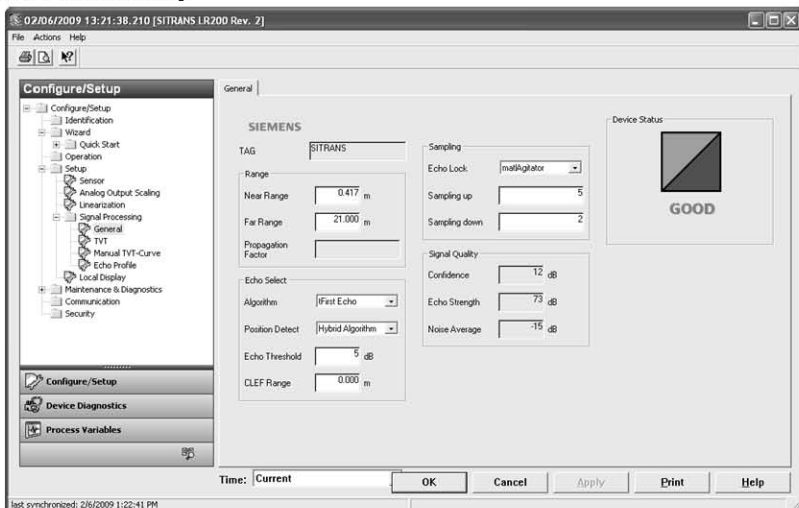 02/06/2009 13:21:38.210 [SITRANS LR200 Rev. 2]
File Actions Help
Configure/Setup
Configure/Setup
Identification
Wizard
Quick Start
Operation
Setup
Sensor
Analog Output Scaling
Linearization
Signal Processing
General
TVT
Manual TVT-Curve
Echo Profile
Local Display
Maintenance & Diagnostics
Communication
Security
Configure/Setup
Device Diagnostics
Process Variables
General
SIEMENS
TAG SITRANS
Range
Near Range 0.417 m
Far Range 21.000 m
Propagation
Factor
Echo Select
Algorithm tFirst Echo
Position Detect Hybrid Algorithm
Echo Threshold 5 dB
CLEF Range 0.000 m
Sampling
Echo Lock matlAgitator
Sampling up 5
Sampling down 2
Signal Quality
Confidence 12 dB
Echo Strength 73 dB
Noise Average -15 dB
Device Status
GOOD
Time: Current
OK Cancel Apply Print Help
last synchronized: 2/6/2009 1:22:41 PM